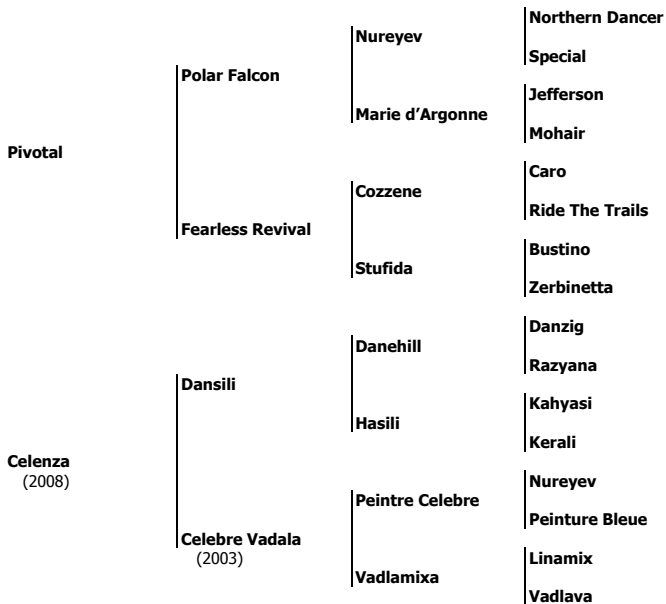 Northern Dancer
Nureyev
Special
Polar Falcon
Jefferson
Marie d'Argonne
Mohair
Pivotal
Caro
Cozzene
Ride The Trails
Fearless Revival
Bustino
Stufida
Zerbinetta
Danzig
Danehill
Razyana
Dansili
Kahyasi
Hasili
Kerali
Celenza
(2008)
Nureyev
Peintre Celebre
Peinture Bleue
Celebre Vadala
(2003)
Linamix
Vadlamixa
Vadlava